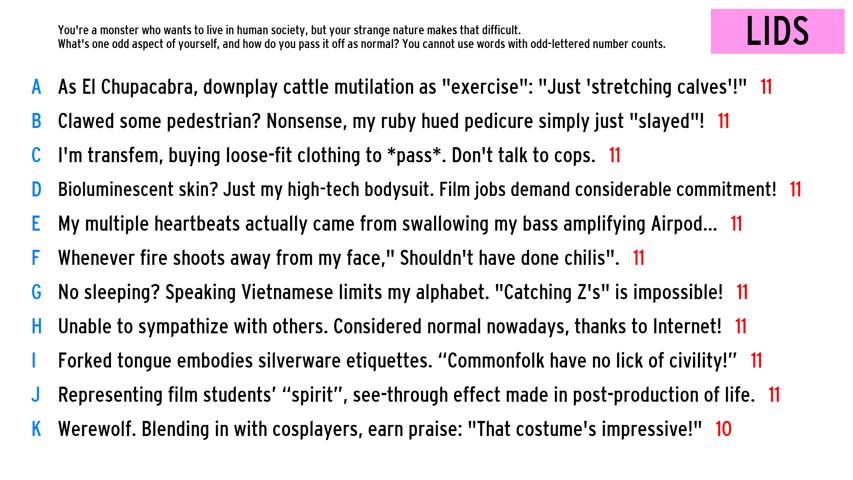 You're a monster who wants to live in human society, but your strange nature makes that difficult.
What's one odd aspect of yourself, and how do you pass it off as normal? You cannot use words with odd-lettered number counts.
LIDS
A As El Chupacabra, downplay cattle mutilation as "exercise": "Just 'stretching calves'!" 11
B Clawed some pedestrian? Nonsense, my ruby hued pedicure simply just "slayed"! 11
C I'm transfem, buying loose-fit clothing to *pass*. Don't talk to cops. 11
D Bioluminescent skin? Just my high-tech bodysuit. Film jobs demand considerable commitment! 11
E My multiple heartbeats actually came from swallowing my bass amplifying Airpod... 11
F Whenever fire shoots away from my face," Shouldn't have done chilis". 11
G No sleeping? Speaking Vietnamese limits my alphabet. "Catching Z's" is impossible! 11
H Unable to sympathize with others. Considered normal nowadays, thanks to Internet! 11
I Forked tongue embodies silverware etiquettes. “Commonfolk have no lick of civility!” 11
J Representing film students’ “spirit”, see-through effect made in post-production of life. 11
K Werewolf. Blending in with cosplayers, earn praise: "That costume's impressive!" 10